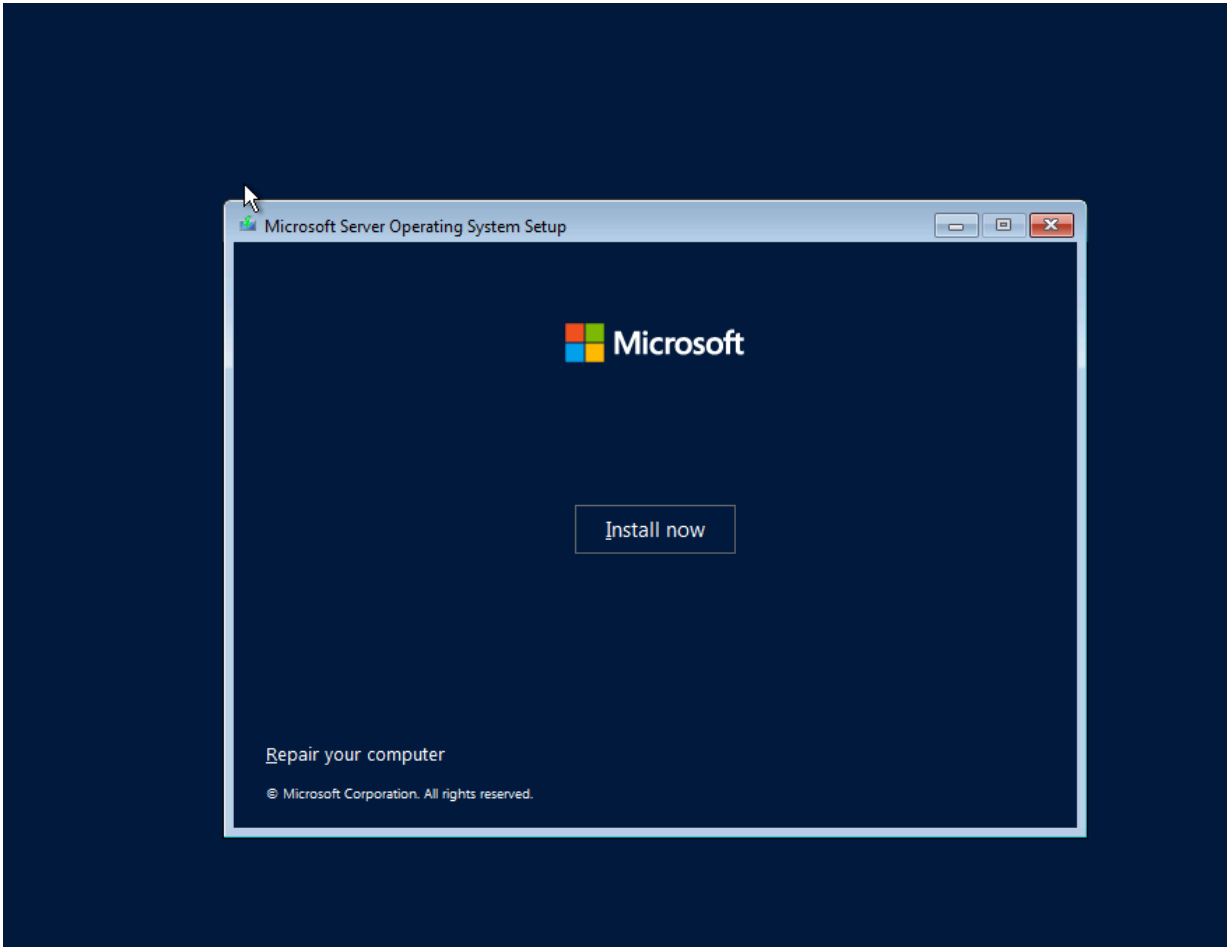 Microsoft Server Operating System Setup
Microsoft
Install now
Repair your computer
© Microsoft Corporation. All rights reserved.